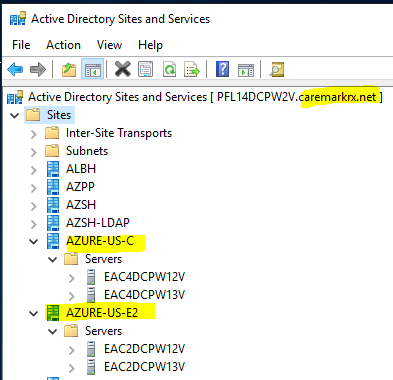 Active Directory Sites and Services
File Action View Help
Active Directory Sites and Services [ PFL14DCPW2V.caremarkrx.net ]
Sites
Inter-Site Transports
Subnets
ALBH
AZPP
AZSH
AZSH-LDAP
AZURE-US-C
Servers
EAC4DCPW12V
EAC4DCPW13V
AZURE-US-E2
Servers
EAC2DCPW12V
EAC2DCPW13V